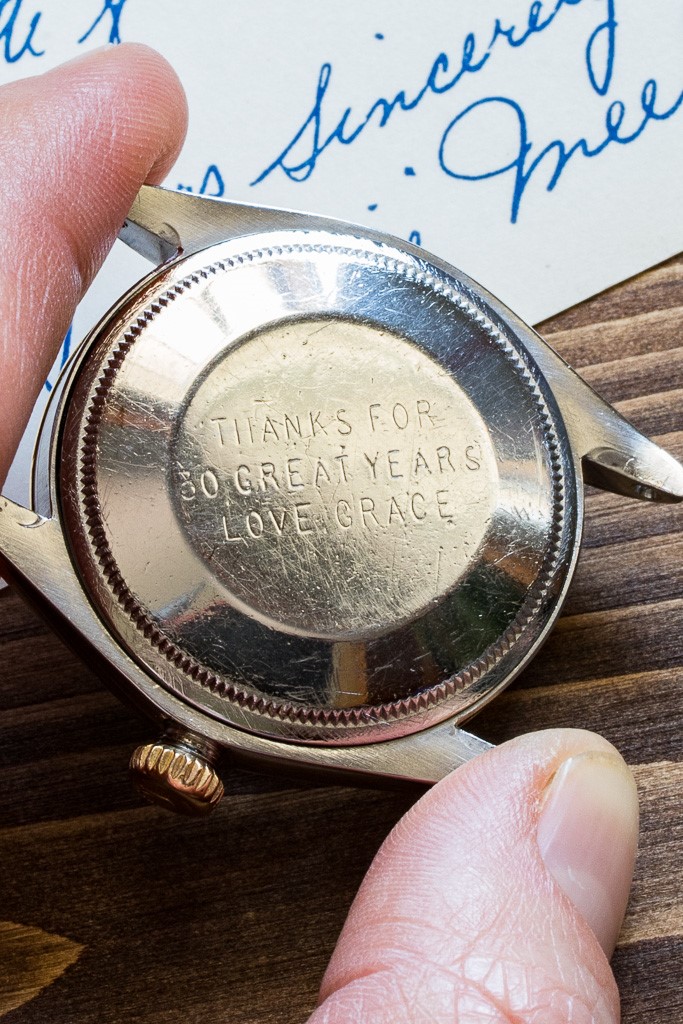 Sincerely
THANKS FOR
30 GREAT YEARS
LOVE GRACE